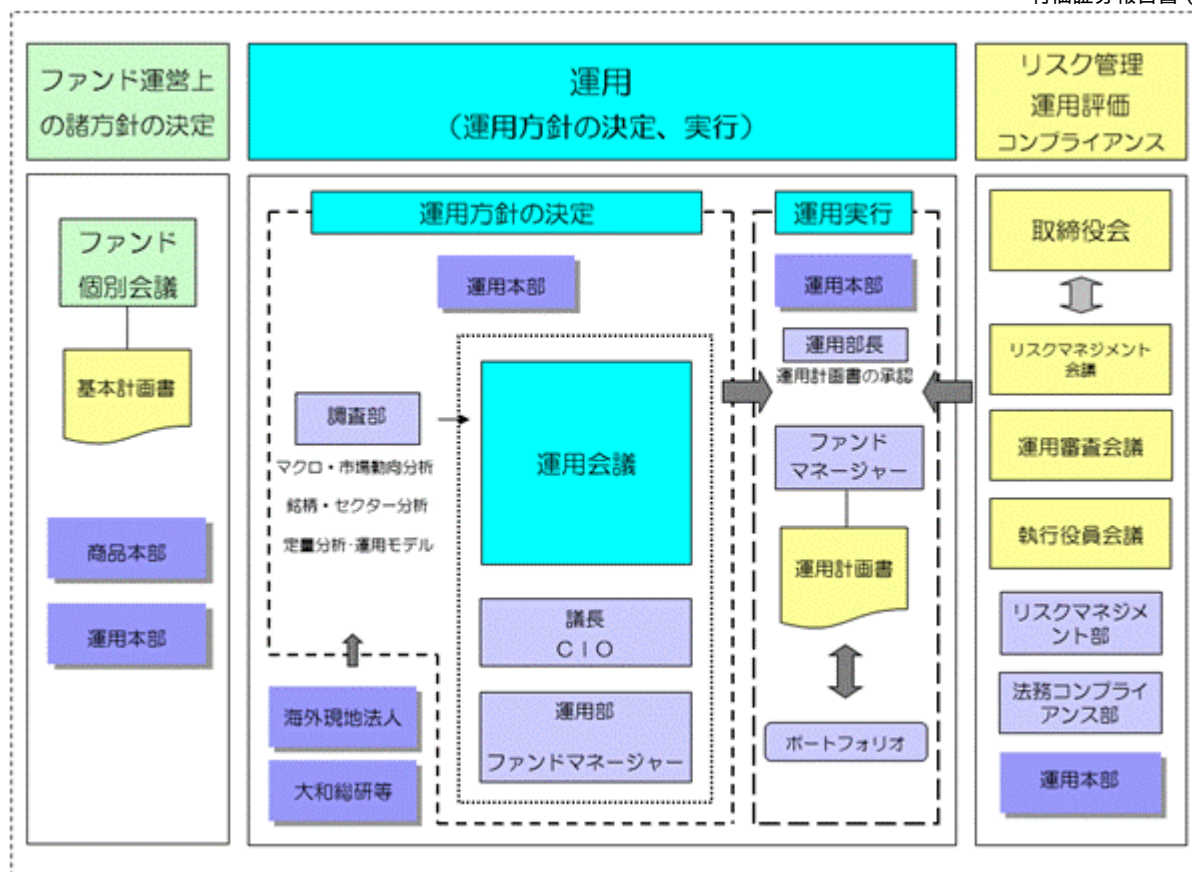 ファンド運営上
の諸方針の決定
運用
（運用方針の決定、実行）
リスク管理
運用評価
コンプライアンス
ファンド
個別会議
基本計画書
商品本部
運用本部
運用方針の決定
運用本部
調査部
マクロ・市場動向分析
銘柄・セクター分析
定量分析・運用モデル
海外現地法人
大和総研等
運用会議
議長
ＣＩＯ
運用部
ファンドマネージャー
運用実行
運用本部
運用部長
運用計画書の承認
ファンド
マネージャー
運用計画書
ポートフォリオ
取締役会
リスクマネジメント
会議
運用審査会議
執行役員会議
リスクマネジメ
ント部
法務コンプライ
アンス部
運用本部